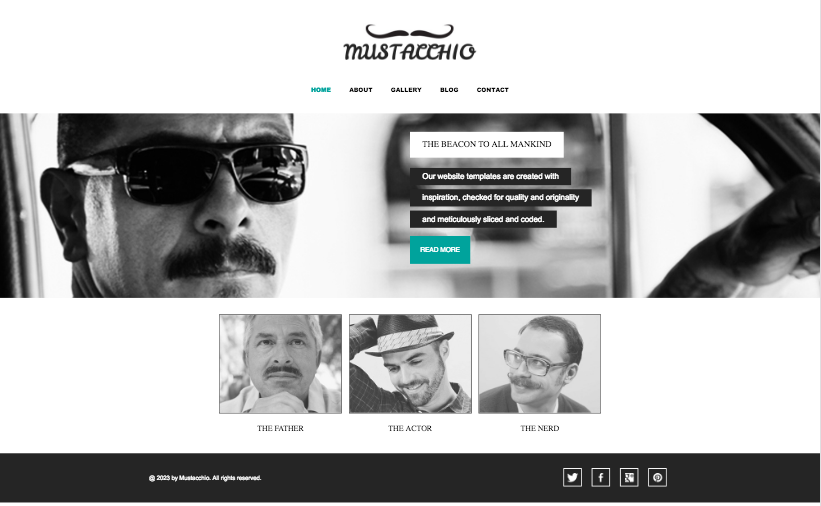 MUSTACCHIO
HOME ABOUT GALLERY BLOG CONTACT
THE BEACON TO ALL MANKIND
Our website templates are created with
inspiration, checked for quality and originality
and meticulously sliced and coded.
READ MORE
THE FATHER THE ACTOR THE NERD
@ 2023 by Mustacchio. All rights reserved.